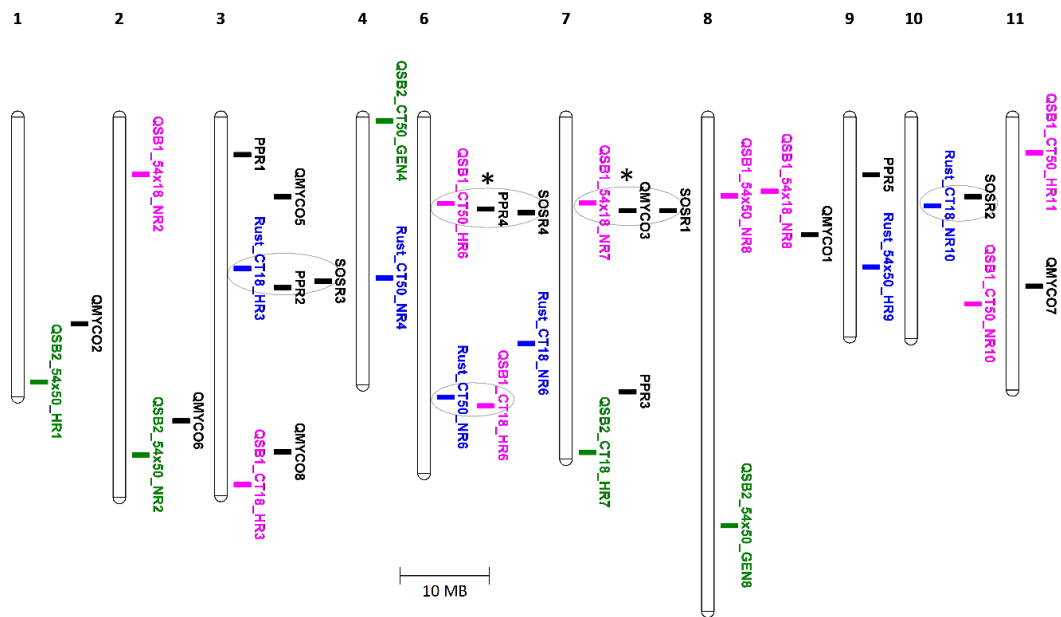 1
2
3
4
6
7
8
9
10
11
QMYCO2
QSB2_54x50_HR1
QSB1_54x18_NR2
QMYCO6
QSB2_54x50_NR2
PPR1
QMYCO5
Rust_CT18_HR3
PPR2
SOSR3
QMYCO8
QSB1_CT18_HR3
QSB2_CT50_GEN4
Rust_CT50_NR4
*
QSB1_CT50_HR6
PPR4
SOSR4
Rust_CT18_NR6
Rust_CT50_NR6
QSB1_CT18_HR6
*
QSB1_54x18_NR7
QMYCO3
SOSR1
PPR3
QSB2_CT18_HR7
QSB1_54x50_NR8
QSB1_54x18_NR8
QMYCO1
QSB2_54x50_GEN8
PPR5
Rust_54x50_HR9
Rust_CT18_NR10
SOSR2
QSB1_CT50_NR10
QSB1_CT50_HR11
QMYCO7
10 MB